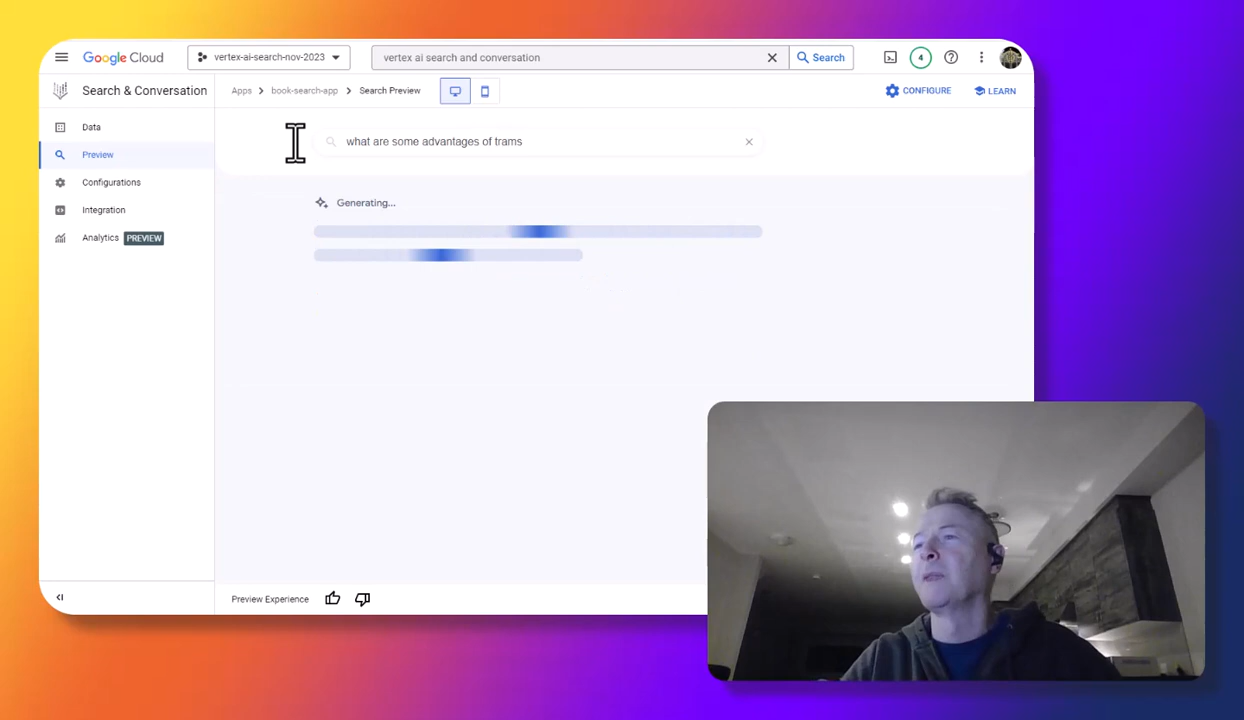 Google Cloud
vertex-ai-search-nov-2023
vertex ai search and conversation
Search
4
Search & Conversation
Apps
book-search-app
Search Preview
CONFIGURE
LEARN
Data
Preview
Configurations
Integration
Analytics PREVIEW
what are some advantages of trams
Generating...
Preview Experience